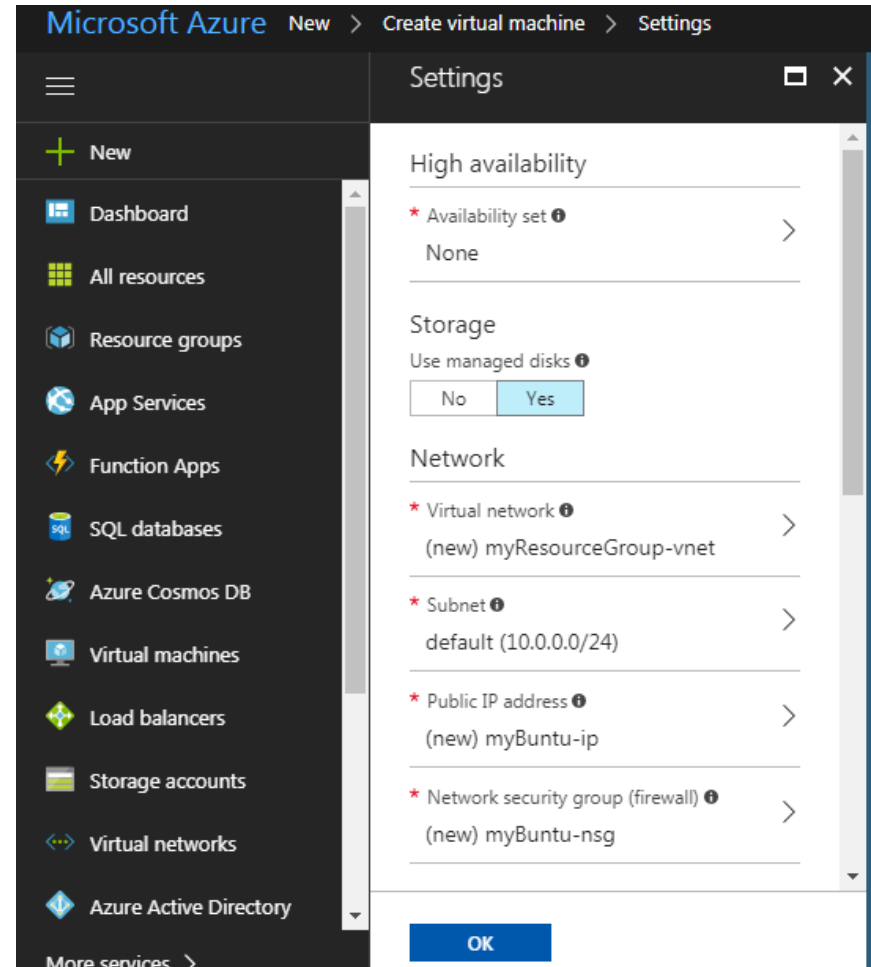 Microsoft Azure New > Create virtual machine > Settings
Settings
New
Dashboard
All resources
Resource groups
App Services
Function Apps
SQL databases
Azure Cosmos DB
Virtual machines
Load balancers
Storage accounts
Virtual networks
Azure Active Directory
More services >
High availability
* Availability set
None
Storage
Use managed disks
No Yes
Network
* Virtual network
(new) myResourceGroup-vnet
* Subnet
default (10.0.0.0/24)
* Public IP address
(new) myBuntu-ip
* Network security group (firewall)
(new) myBuntu-nsg
OK